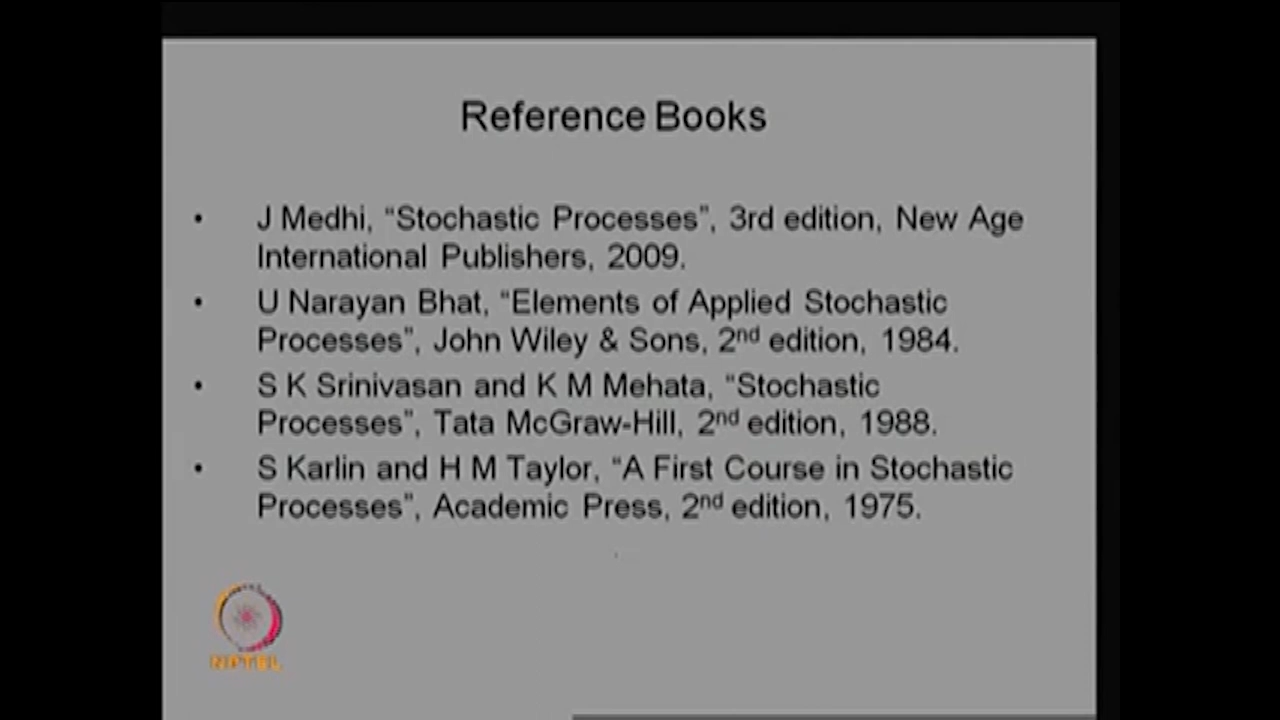 Reference Books
• J Medhi, “Stochastic Processes”, 3rd edition, New Age
International Publishers, 2009.
• U Narayan Bhat, “Elements of Applied Stochastic
Processes”, John Wiley & Sons, 2nd edition, 1984.
• S K Srinivasan and K M Mehata, “Stochastic
Processes”, Tata McGraw-Hill, 2nd edition, 1988.
• S Karlin and H M Taylor, “A First Course in Stochastic
Processes”, Academic Press, 2nd edition, 1975.
NPTEL